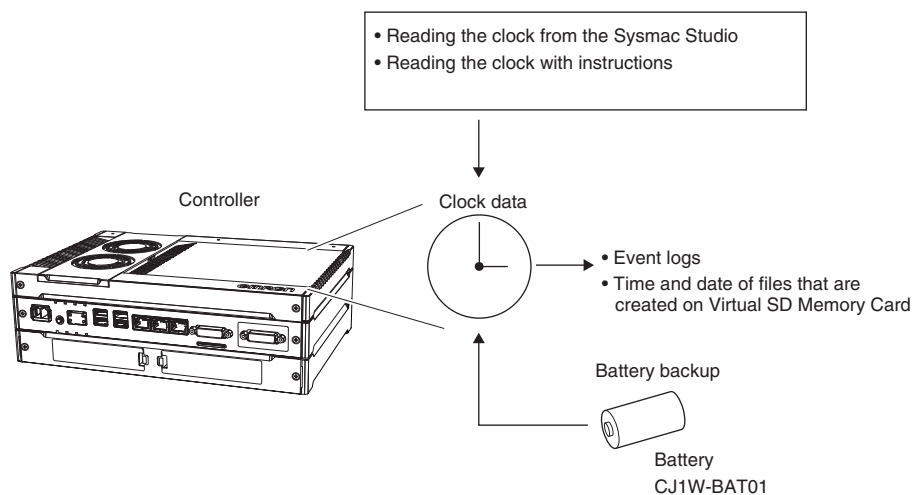 • Reading the clock from the Sysmac Studio
• Reading the clock with instructions
Controller
Clock data
omron
• Event logs
• Time and date of files that are
created on Virtual SD Memory Card
Battery backup
Battery
CJ1W-BAT01